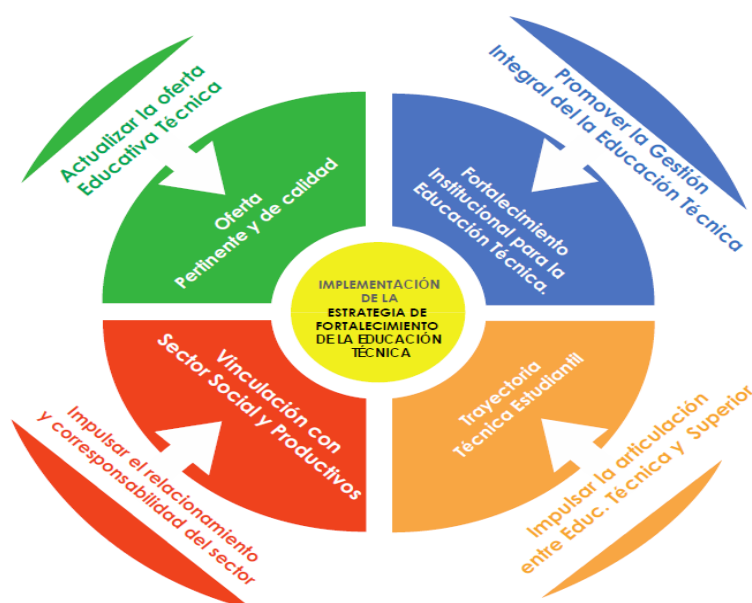 Actualizar la oferta
Educativa Técnica
Promover la Gestión
Integral del la Educación Técnica
Oferta
Pertinente y de calidad
Fortalecimiento
Institucional para la
Educación Técnica.
IMPLEMENTACIÓN
DE LA
ESTRATEGIA DE
FORTALECIMIENTO
DE LA EDUCACIÓN
TÉCNICA
Vinculación con
Sector Social y Productivos
Trayectoria
Técnica Estudiantil
Impulsar el relacionamiento
y corresponsabilidad del sector
Impulsar la articulación
entre Educ. Técnica y Superior